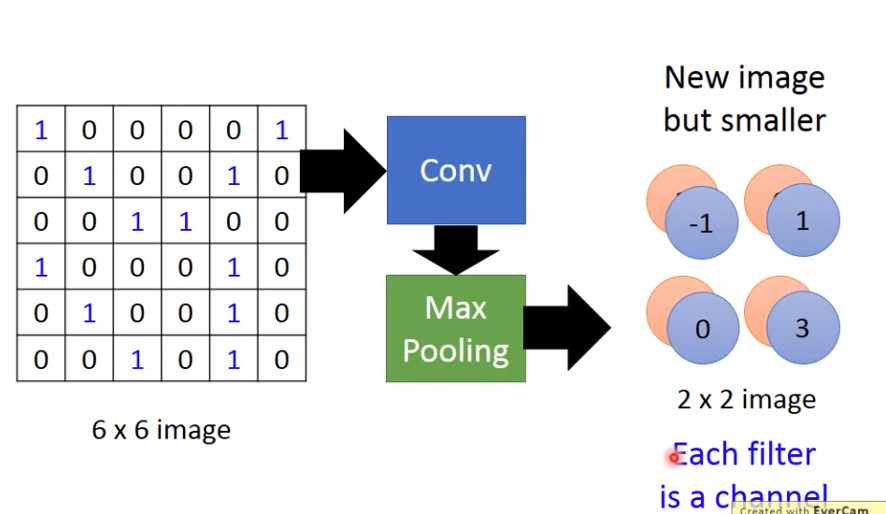 New image
but smaller
1 0 0 0 0 1
0 1 0 0 1 0
0 0 1 1 0 0
1 0 0 0 1 0
0 1 0 0 1 0
0 0 1 0 1 0
6 x 6 image
Conv
Max
Pooling
-1 1
0 3
2 x 2 image
Each filter
is a channel
Created with EverCam